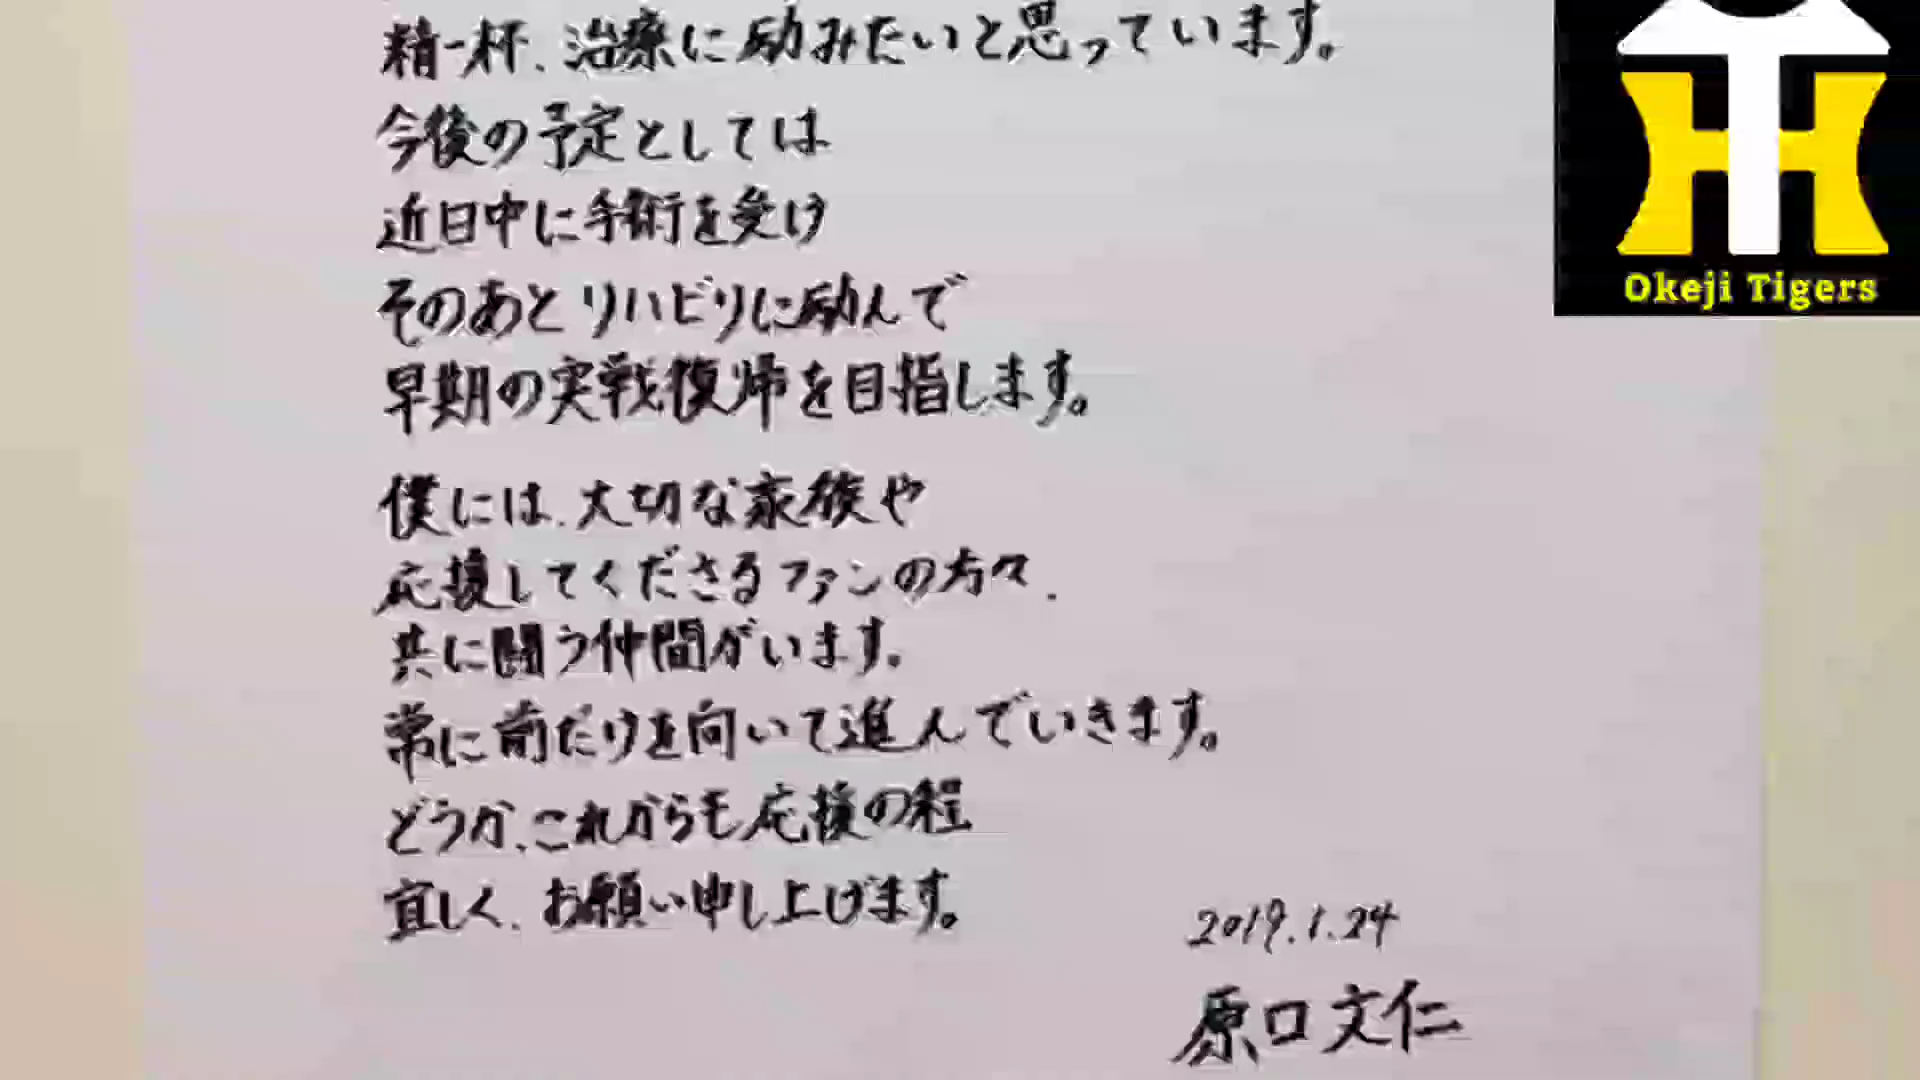 精一杯、治療に励みたいと思っています。
今後の予定としては
近日中に手術を受け
そのあとリハビリに励んで
早期の実戦復帰を目指します。
僕には、大切な家族や
応援してくださるファンの方々、
共に闘う仲間がいます。
常に前だけを向いて進んでいきます。
どうか、これからも応援の程
宜しく、お願い申し上げます。
2019.1.24
原口文仁
TH
Okeji Tigers